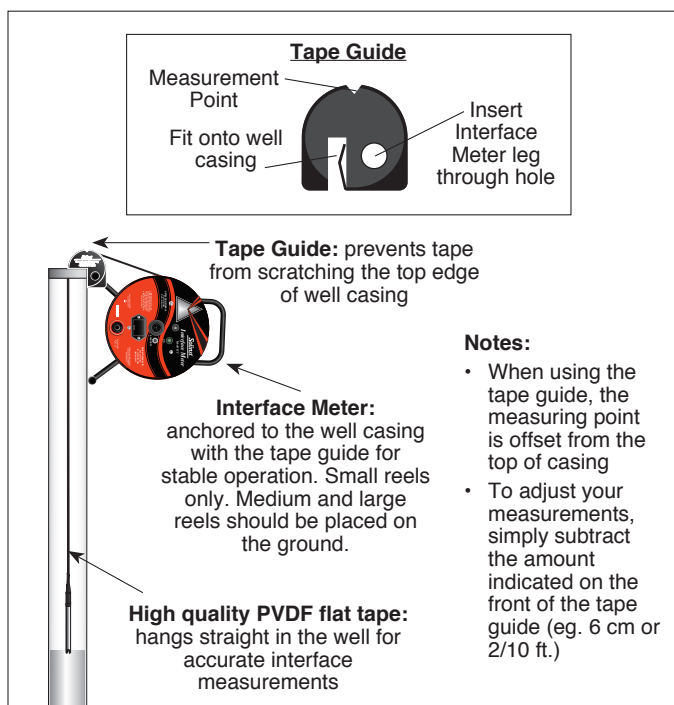 Tape Guide
Measurement
Point
Fit onto well
casing
Insert
Interface
Meter leg
through hole
Tape Guide: prevents tape
from scratching the top edge
of well casing
Interface Meter:
anchored to the well casing
with the tape guide for
stable operation. Small reels
only. Medium and large
reels should be placed on
the ground.
High quality PVDF flat tape:
hangs straight in the well for
accurate interface
measurements
Notes:
• When using the
tape guide, the
measuring point
is offset from the
top of casing
• To adjust your
measurements,
simply subtract
the amount
indicated on the
front of the tape
guide (eg. 6 cm or
2/10 ft.)
Solinst
Interface Meter